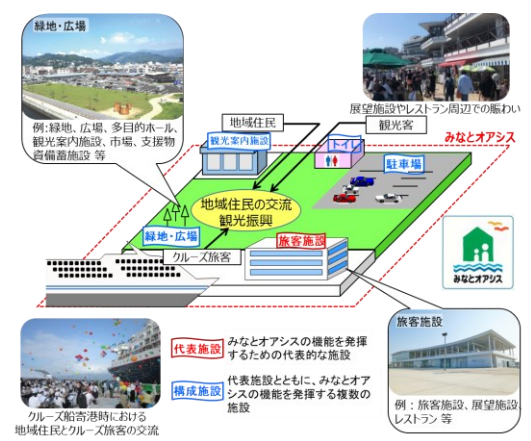 緑地・広場
例:緑地、広場、多目的ホール、
観光案内施設、市場、支援物
資備蓄施設 等
展望施設やレストラン周辺での賑わい
地域住民
観光客
みなとオアシス
観光案内施設
トイレ
駐車場
地域住民の交流
観光振興
緑地・広場
クルーズ旅客
旅客施設
みなとオアシス
代表施設
みなとオアシスの機能を発揮
するための代表的な施設
構成施設
代表施設とともに、みなとオア
シスの機能を発揮する複数の
施設
クルーズ船寄港時における
地域住民とクルーズ旅客の交流
旅客施設
例:旅客施設、展望施設、
レストラン 等